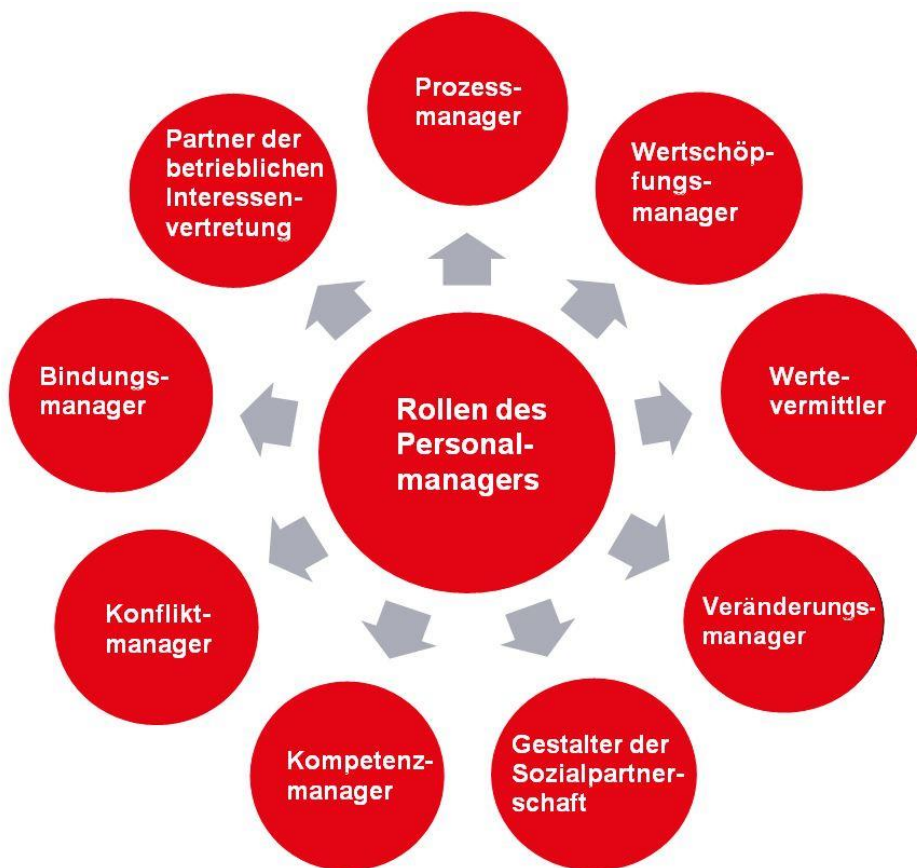 Prozess-
manager
Wertschöp-
fungs-
manager
Werte-
vermittler
Veränderungs-
manager
Gestalter der
Sozialpartner-
schaft
Kompetenz-
manager
Konflikt-
manager
Bindungs-
manager
Partner der
betrieblichen
Interessen-
vertretung
Rollen des
Personal-
managers